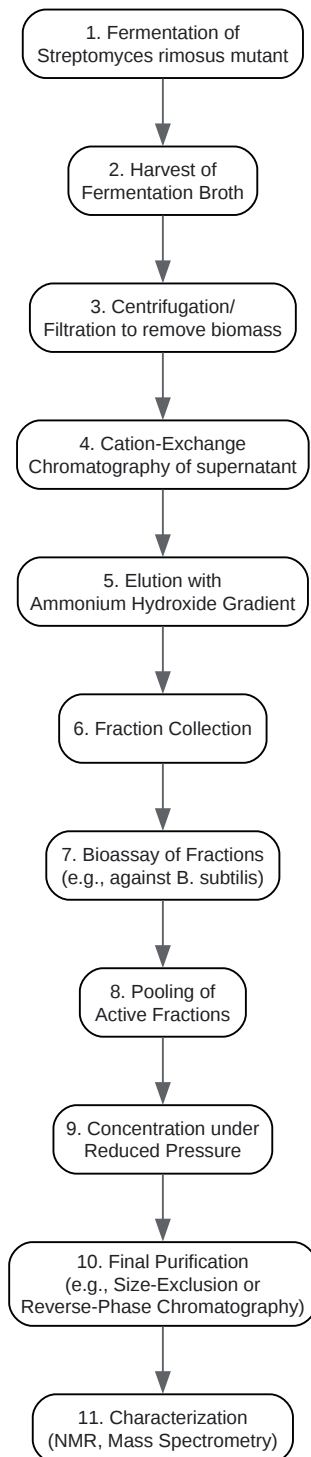 1. Fermentation of
Streptomyces rimosus mutant
2. Harvest of
Fermentation Broth
3. Centrifugation/
Filtration to remove biomass
4. Cation-Exchange
Chromatography of supernatant
5. Elution with
Ammonium Hydroxide Gradient
6. Fraction Collection
7. Bioassay of Fractions
(e.g., against B. subtilis)
8. Pooling of
Active Fractions
9. Concentration under
Reduced Pressure
10. Final Purification
(e.g., Size-Exclusion or
Reverse-Phase Chromatography)
11. Characterization
(NMR, Mass Spectrometry)